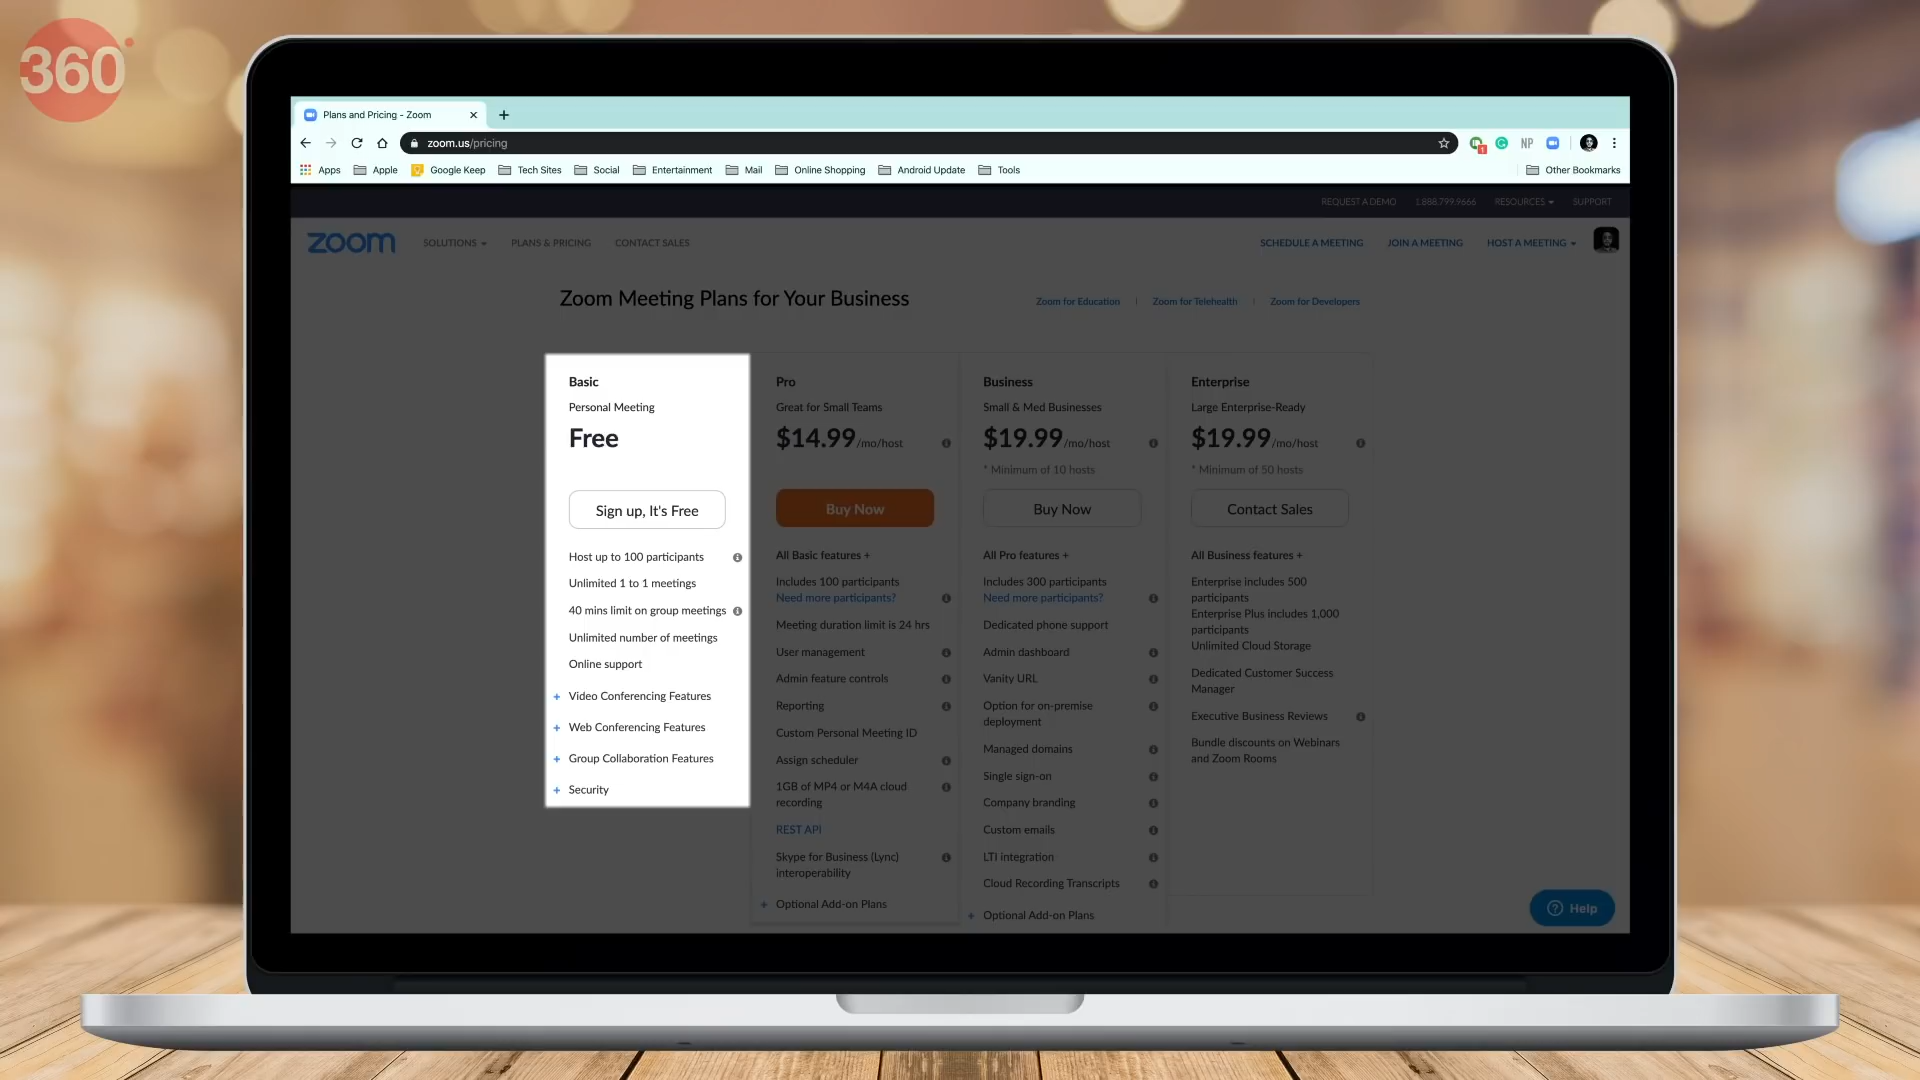 360
Plans and Pricing - Zoom
zoom.us/pricing
NP
1
Apps
Apple
Google Keep
Tech Sites
Social
Entertainment
Mail
Online Shopping
Android Update
Tools
Other Bookmarks
REQUEST A DEMO
1.888.799.9666
RESOURCES
SUPPORT
zoom
SOLUTIONS
PLANS & PRICING
CONTACT SALES
SCHEDULE A MEETING
JOIN A MEETING
HOST A MEETING
Zoom Meeting Plans for Your Business
Zoom for Education
Zoom for Telehealth
Zoom for Developers
Basic
Personal Meeting
Free
Sign up, It's Free
Host up to 100 participants
Unlimited 1 to 1 meetings
40 mins limit on group meetings
Unlimited number of meetings
Online support
+ Video Conferencing Features
+ Web Conferencing Features
+ Group Collaboration Features
+ Security
Pro
Great for Small Teams
$14.99/mo/host
Buy Now
All Basic features +
Includes 100 participants
Need more participants?
Meeting duration limit is 24 hrs
User management
Admin feature controls
Reporting
Custom Personal Meeting ID
Assign scheduler
1GB of MP4 or M4A cloud
recording
REST API
Skype for Business (Lync)
interoperability
+ Optional Add-on Plans
Business
Small & Med Businesses
$19.99/mo/host
* Minimum of 10 hosts
Buy Now
All Pro features +
Includes 300 participants
Need more participants?
Dedicated phone support
Admin dashboard
Vanity URL
Option for on-premise
deployment
Managed domains
Single sign-on
Company branding
Custom emails
LTI integration
Cloud Recording Transcripts
+ Optional Add-on Plans
Enterprise
Large Enterprise-Ready
$19.99/mo/host
* Minimum of 50 hosts
Contact Sales
All Business features +
Enterprise includes 500
participants
Enterprise Plus includes 1,000
participants
Unlimited Cloud Storage
Dedicated Customer Success
Manager
Executive Business Reviews
Bundle discounts on Webinars
and Zoom Rooms
Help